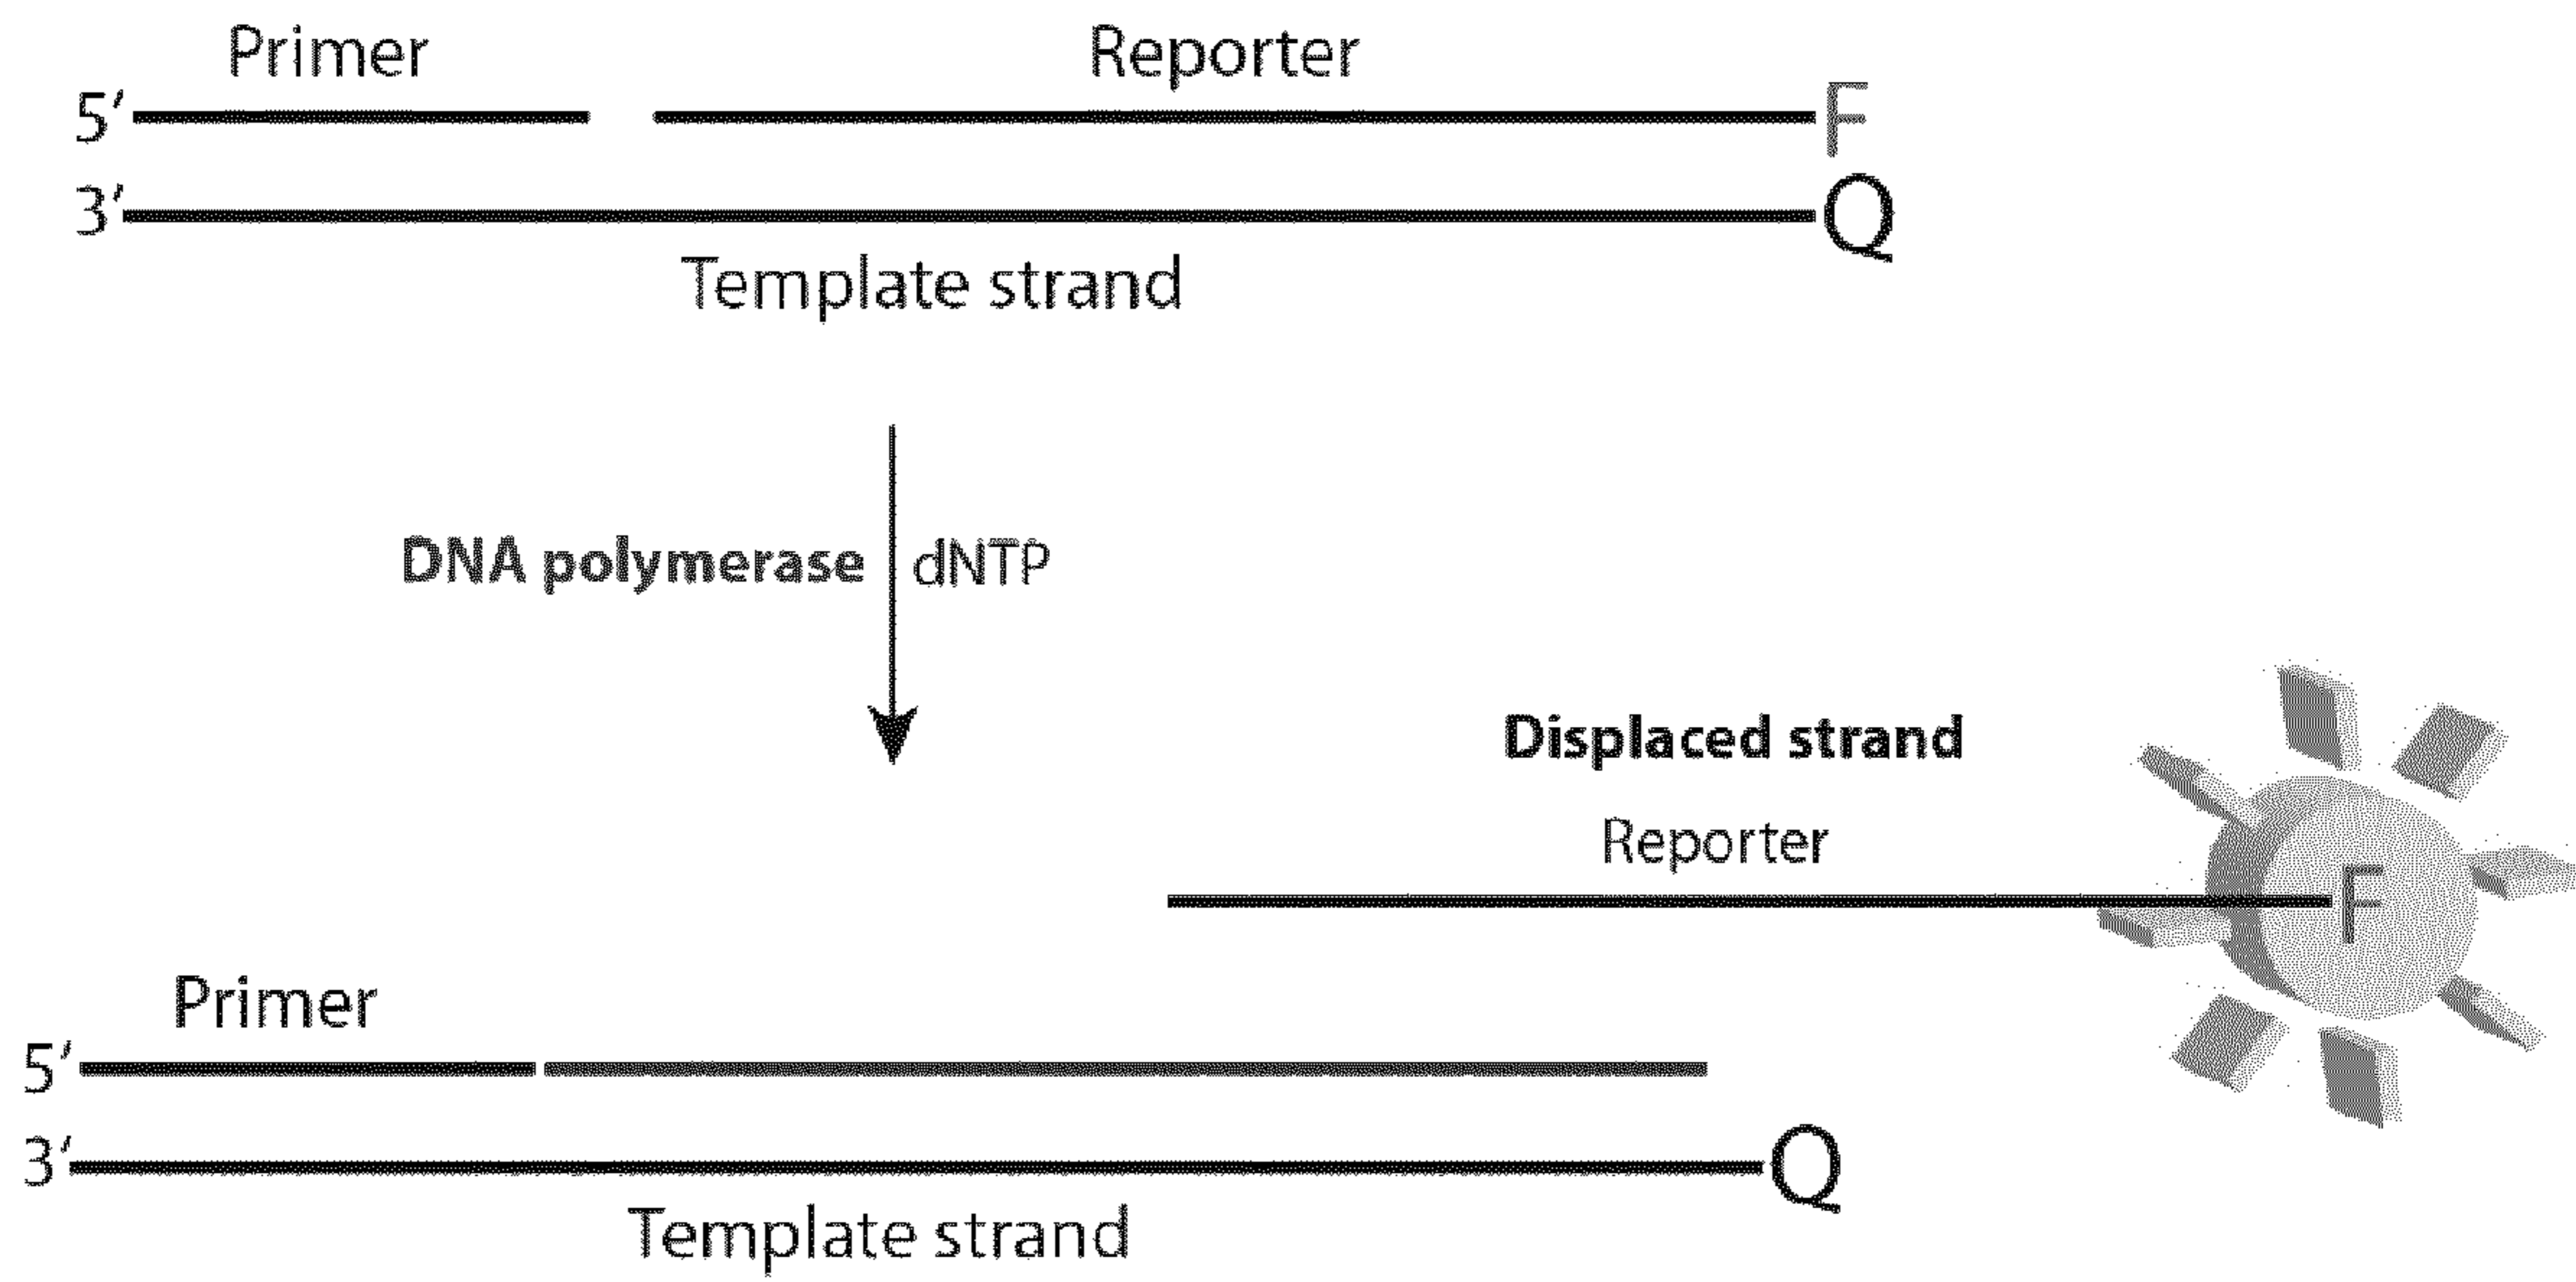 Primer
Reporter
5′
F
3′
Q
Template strand
DNA polymerase
dNTP
Displaced strand
Reporter
F
Primer
5′
3′
Q
Template strand